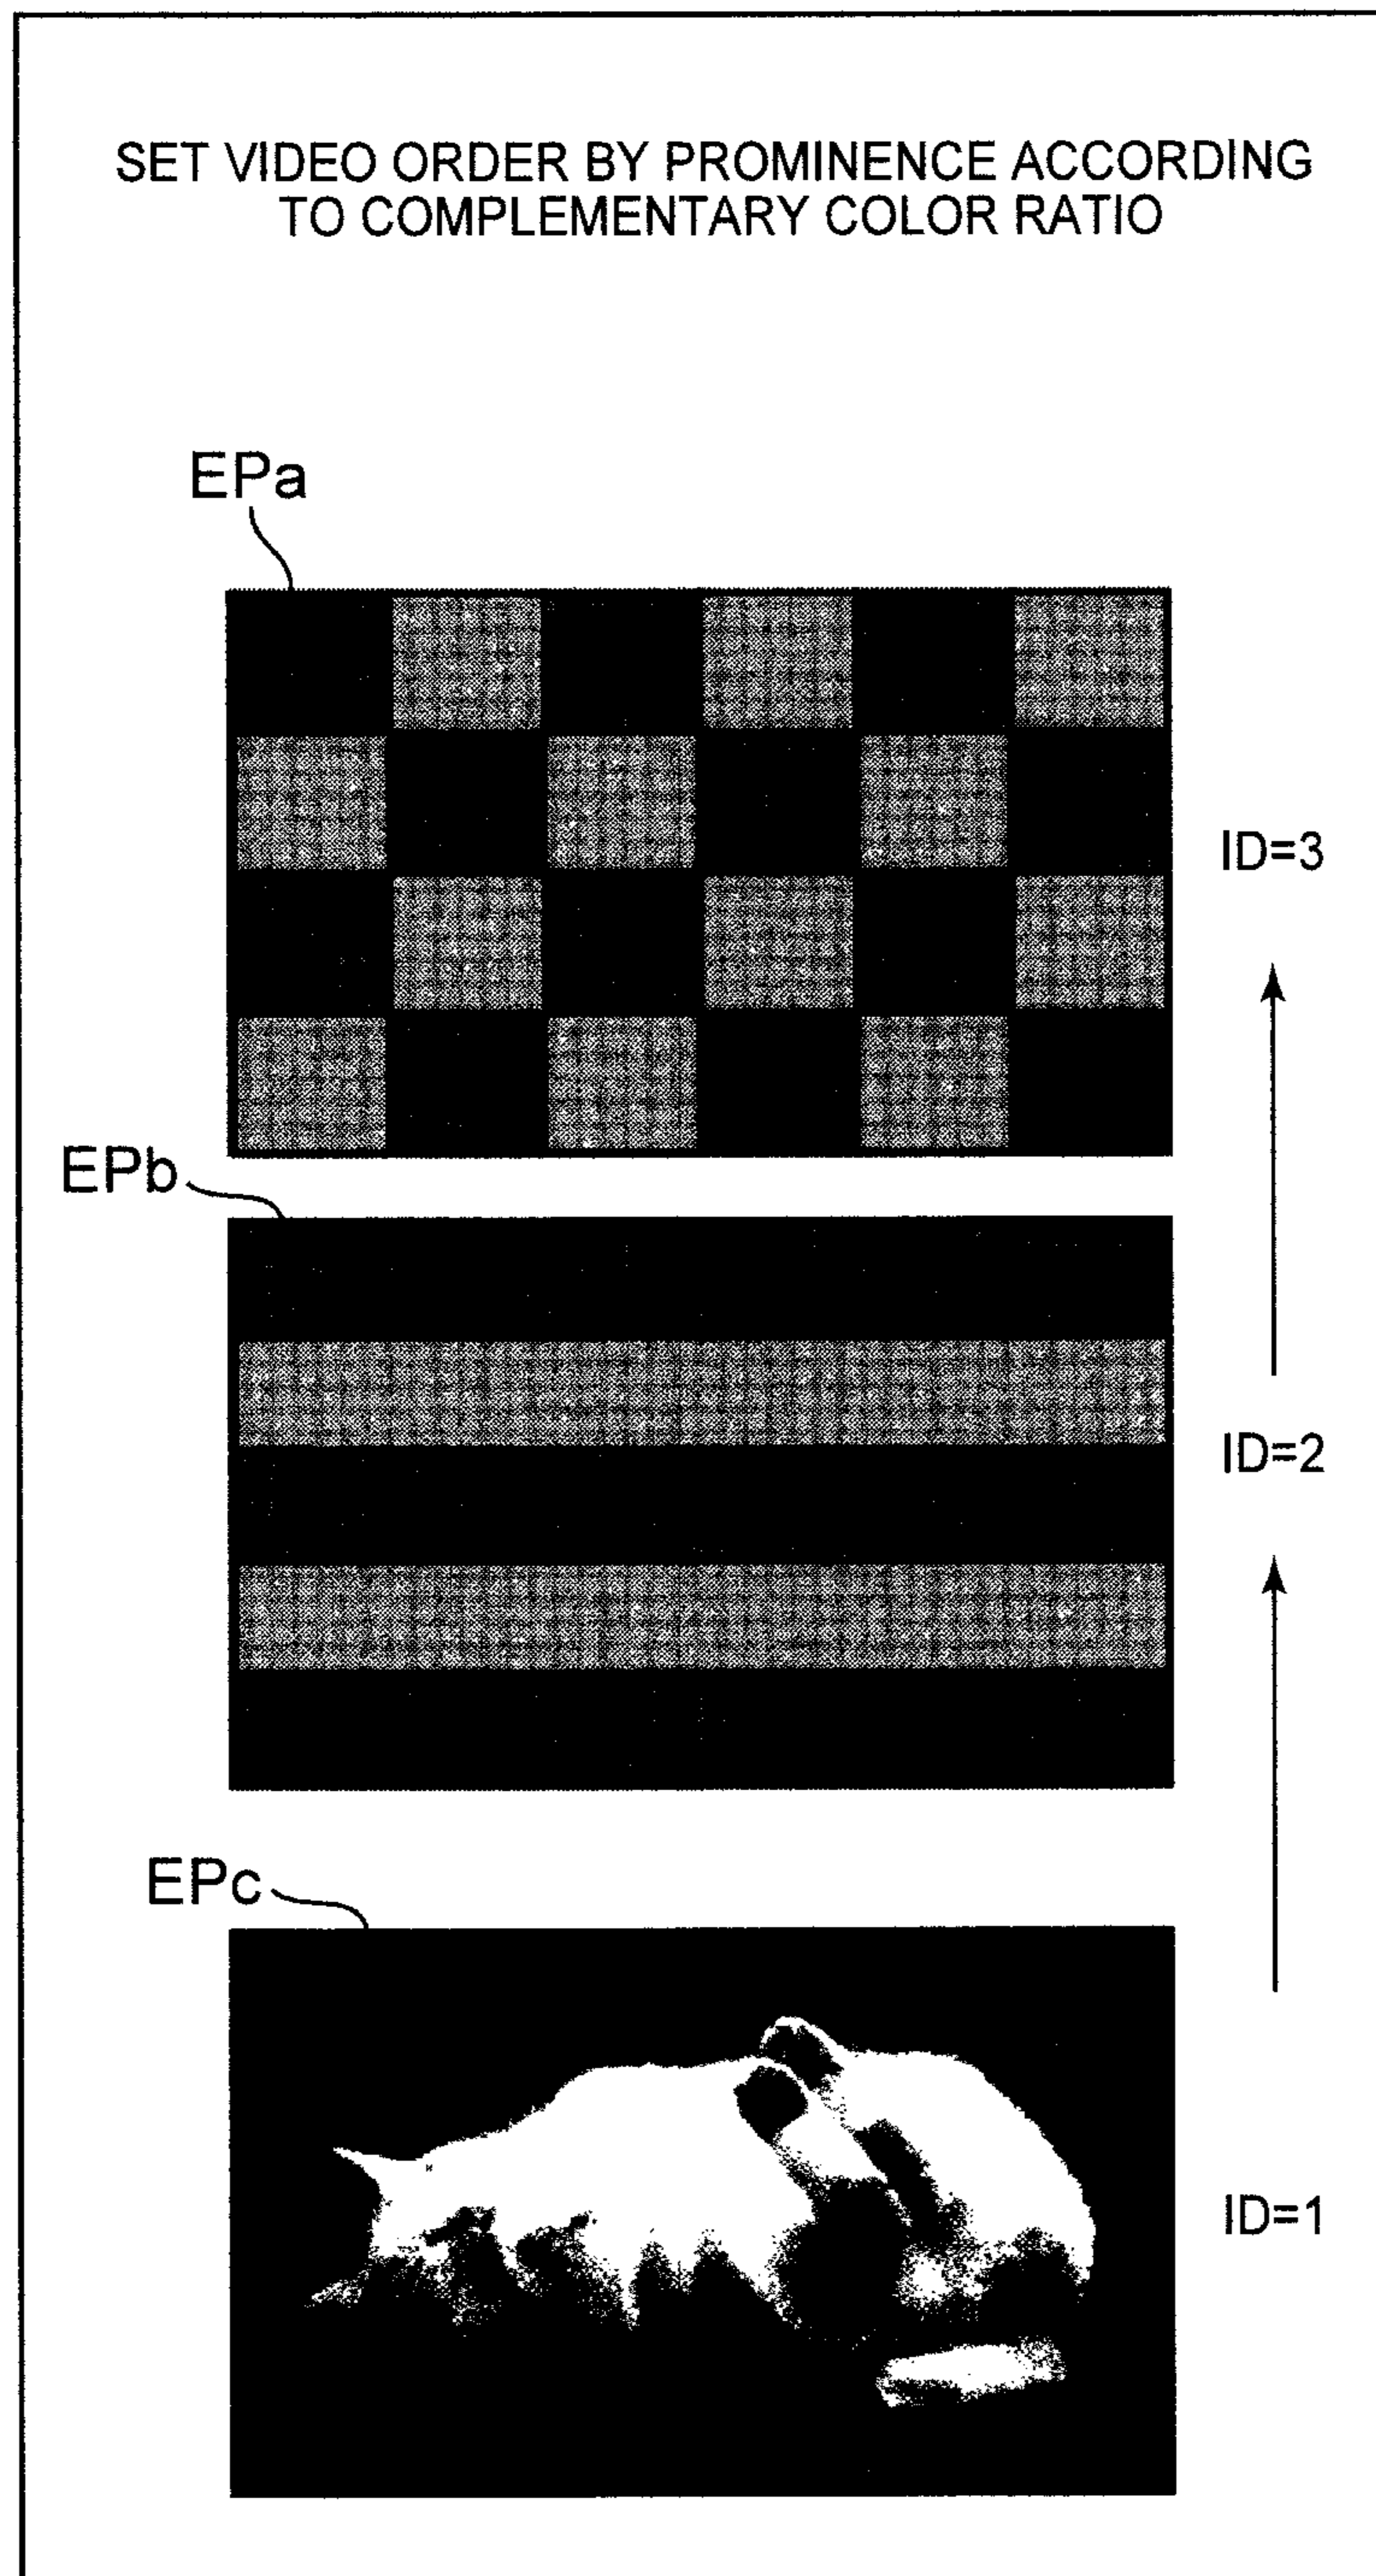 SET VIDEO ORDER BY PROMINENCE ACCORDING
TO COMPLEMENTARY COLOR RATIO
EPa
ID=3
EPb
ID=2
EPc
ID=1